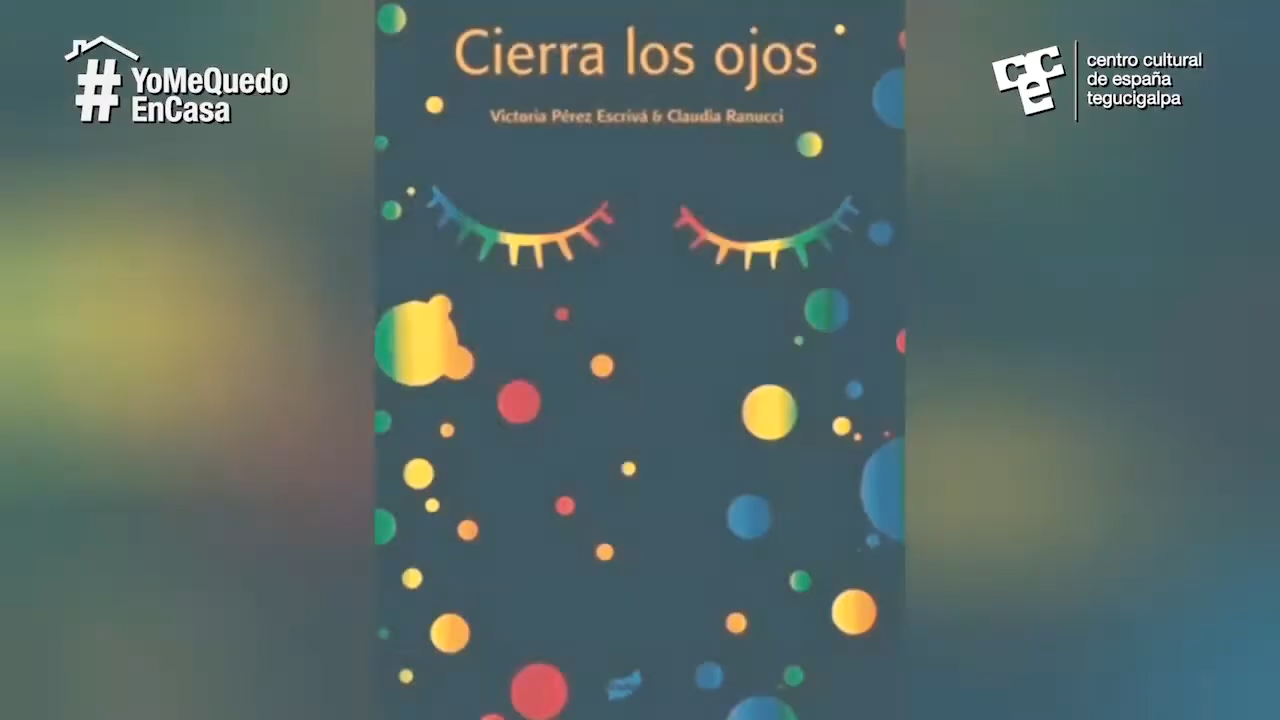 #YoMeQuedo
EnCasa
Cierra los ojos
Victoria Pérez Escrivá & Claudia Ranucci
cec
centro cultural
de españa
tegucigalpa